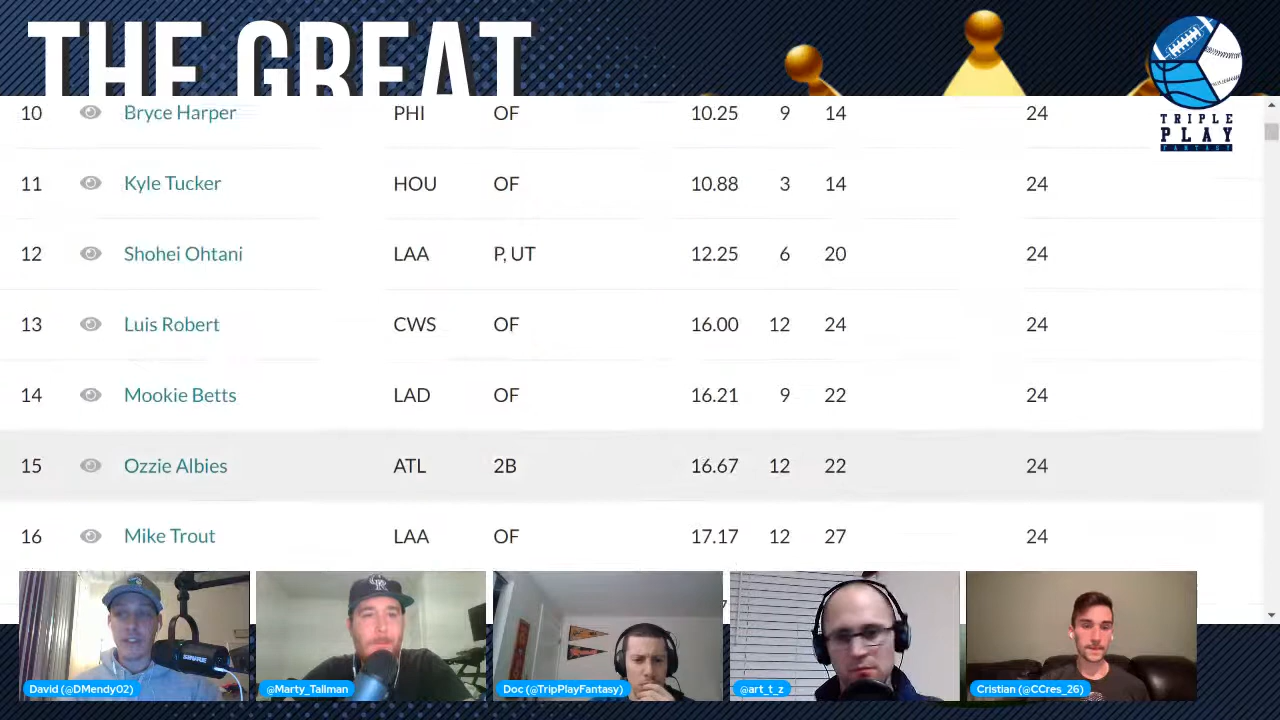 THE GREAT
TRIPLE
PLAY
FANTASY
10 Bryce Harper PHI OF 10.25 9 14 24
11 Kyle Tucker HOU OF 10.88 3 14 24
12 Shohei Ohtani LAA P, UT 12.25 6 20 24
13 Luis Robert CWS OF 16.00 12 24 24
14 Mookie Betts LAD OF 16.21 9 22 24
15 Ozzie Albies ATL 2B 16.67 12 22 24
16 Mike Trout LAA OF 17.17 12 27 24
SHURE
CR
David (@DMendy02)
@Marty_Tallman
Doc (@TripPlayFantasy)
@art_t_z
Cristian (@CCres_26)